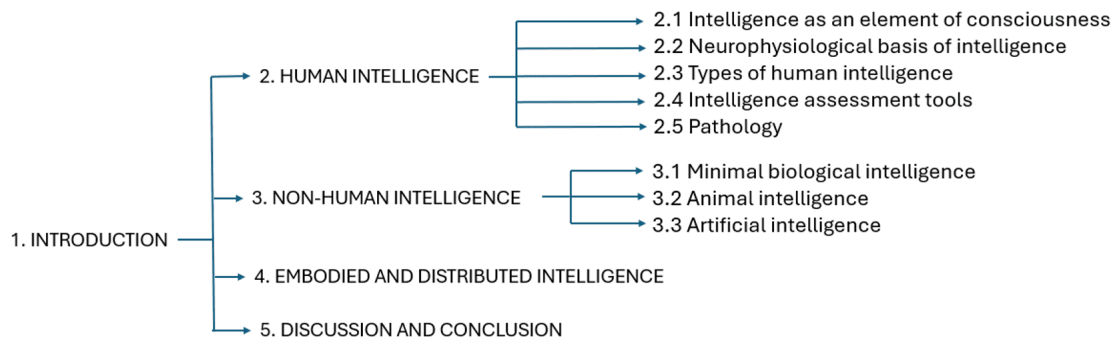 1. INTRODUCTION
2. HUMAN INTELLIGENCE
2.1 Intelligence as an element of consciousness
2.2 Neurophysiological basis of intelligence
2.3 Types of human intelligence
2.4 Intelligence assessment tools
2.5 Pathology
3. NON-HUMAN INTELLIGENCE
3.1 Minimal biological intelligence
3.2 Animal intelligence
3.3 Artificial intelligence
4. EMBODIED AND DISTRIBUTED INTELLIGENCE
5. DISCUSSION AND CONCLUSION